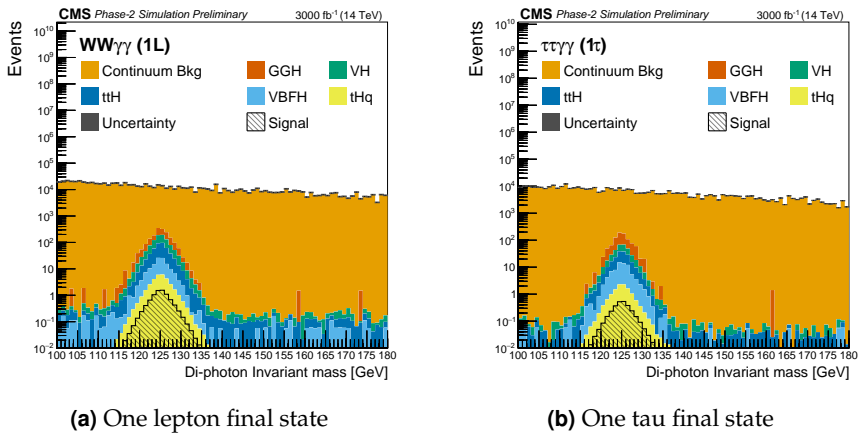 CMS Phase-2 Simulation Preliminary 3000 fb⁻¹ (14 TeV)
Events
WWγγ (1L)
Continuum Bkg GGH VH
ttH VBFH tHq
Uncertainty Signal
10¹⁰
10⁹
10⁸
10⁷
10⁶
10⁵
10⁴
10³
10²
10
1
10⁻¹
10⁻²
100 105 110 115 120 125 130 135 140 145 150 155 160 165 170 175 180
Di-photon Invariant mass [GeV]
(a) One lepton final state
CMS Phase-2 Simulation Preliminary 3000 fb⁻¹ (14 TeV)
Events
ττγγ (1τ)
Continuum Bkg GGH VH
ttH VBFH tHq
Uncertainty Signal
10¹⁰
10⁹
10⁸
10⁷
10⁶
10⁵
10⁴
10³
10²
10
1
10⁻¹
10⁻²
100 105 110 115 120 125 130 135 140 145 150 155 160 165 170 175 180
Di-photon Invariant mass [GeV]
(b) One tau final state